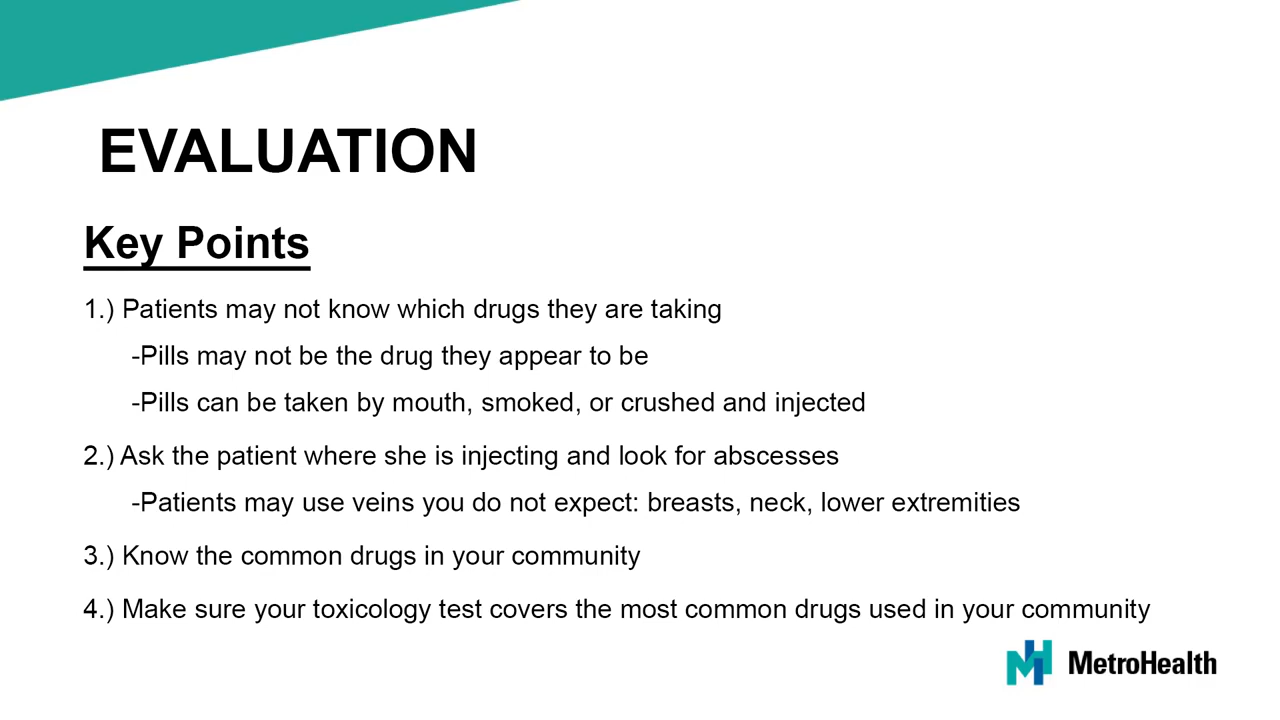 EVALUATION
Key Points
1.) Patients may not know which drugs they are taking
-Pills may not be the drug they appear to be
-Pills can be taken by mouth, smoked, or crushed and injected
2.) Ask the patient where she is injecting and look for abscesses
-Patients may use veins you do not expect: breasts, neck, lower extremities
3.) Know the common drugs in your community
4.) Make sure your toxicology test covers the most common drugs used in your community
MetroHealth